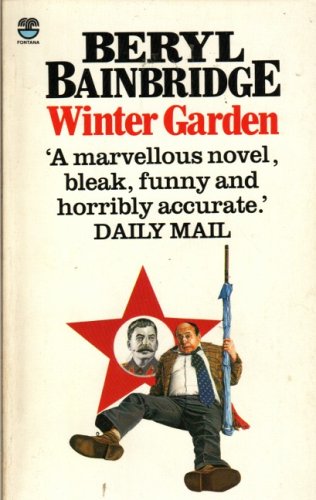 FONTANA
BERYL
BAINBRIDGE
Winter Garden
‘A marvellous novel,
bleak, funny and
horribly accurate.’
DAILY MAIL